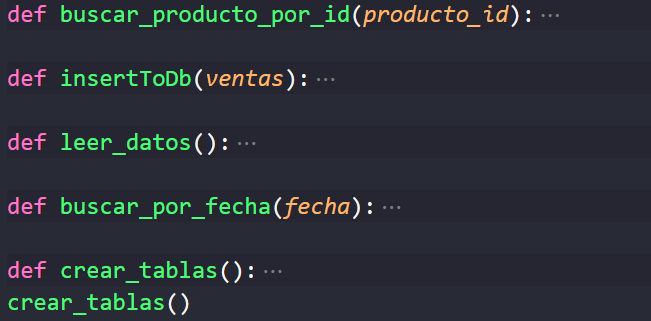 def buscar_producto_por_id(producto_id):···
def insertToDb(ventas):···
def leer_datos():···
def buscar_por_fecha(fecha):···
def crear_tablas():···
crear_tablas()